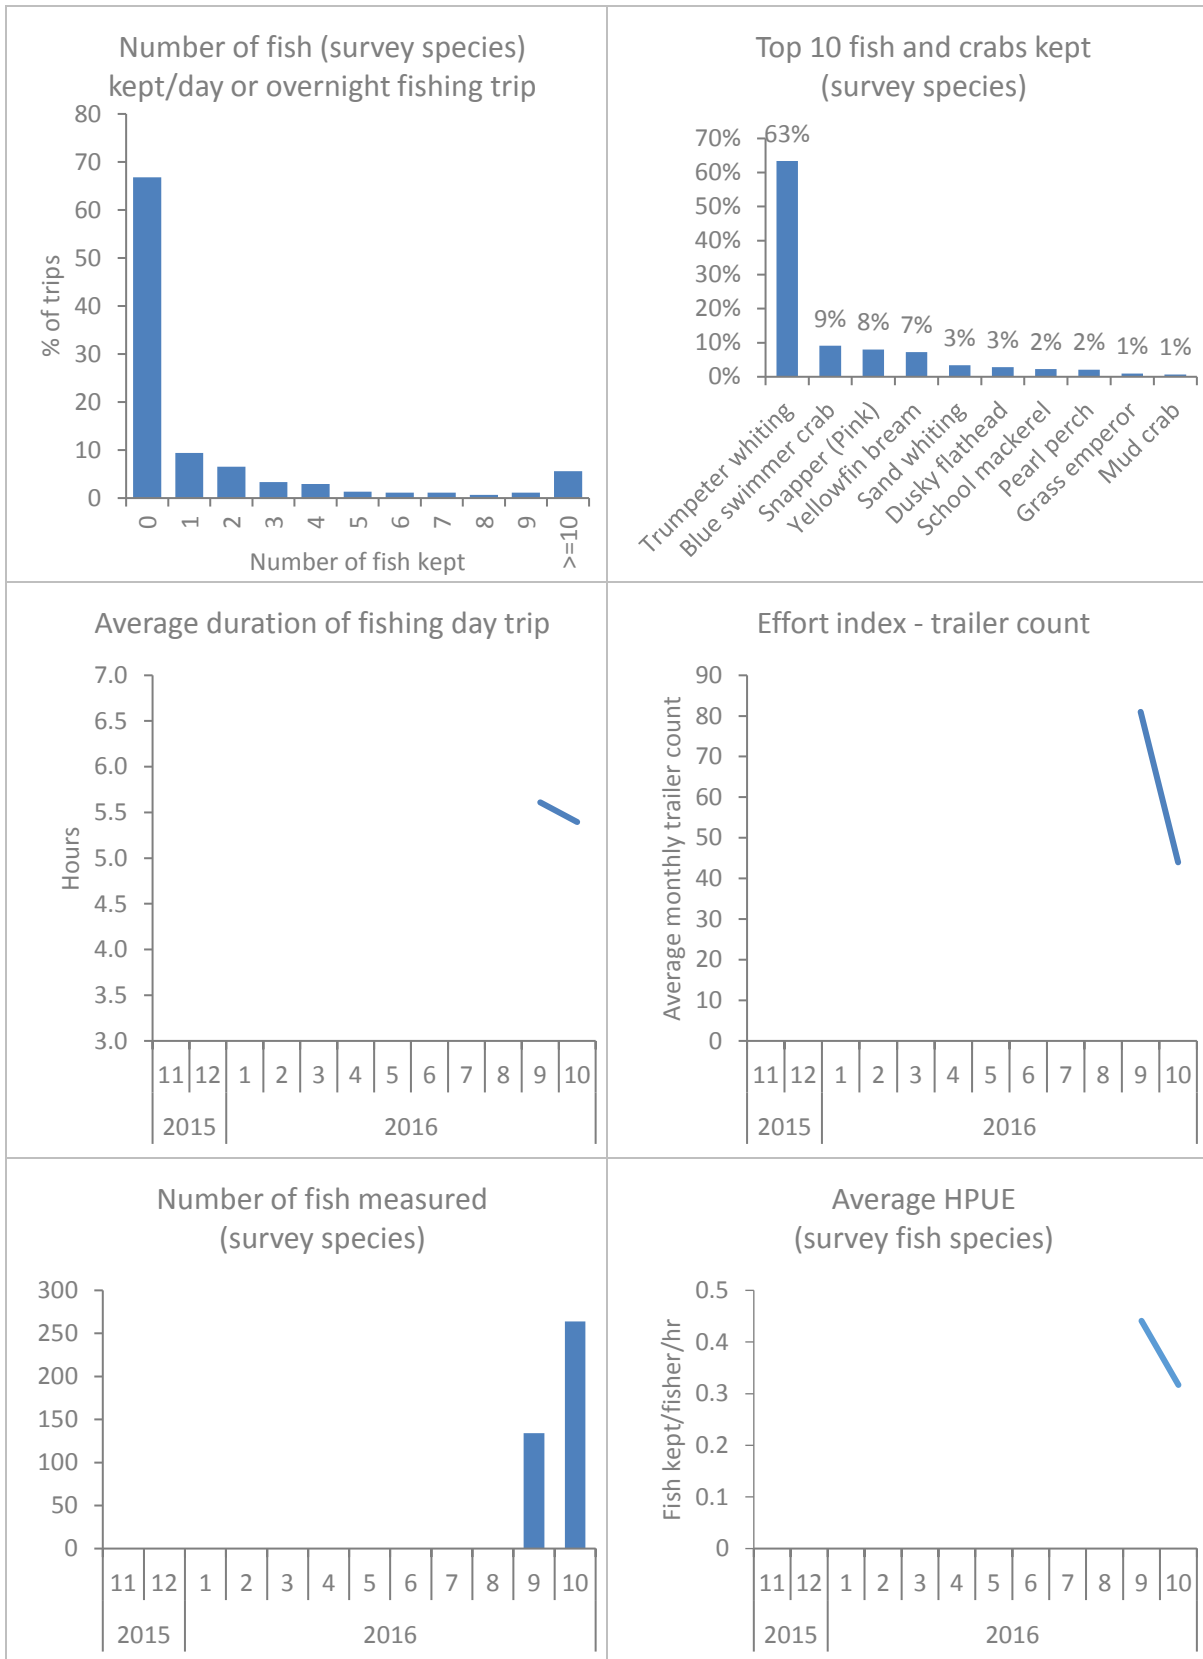 Number of fish (survey species)
kept/day or overnight fishing trip
80
70
60
50
40
30
20
10
0
% of trips
0 1 2 3 4 5 6 7 8 9 >=10
Number of fish kept
Top 10 fish and crabs kept
(survey species)
70%
60%
50%
40%
30%
20%
10%
0%
63% 9% 8% 7% 3% 3% 2% 2% 1% 1%
Trumpeter whiting
Blue swimmer crab
Snapper (Pink)
Yellowfin bream
Sand whiting
Dusky flathead
School mackerel
Pearl perch
Grass emperor
Mud crab
Average duration of fishing day trip
7.0
6.5
6.0
5.5
5.0
4.5
4.0
3.5
3.0
Hours
11 12 1 2 3 4 5 6 7 8 9 10
2015 2016
Effort index - trailer count
90
80
70
60
50
40
30
20
10
0
Average monthly trailer count
11 12 1 2 3 4 5 6 7 8 9 10
2015 2016
Number of fish measured
(survey species)
300
250
200
150
100
50
0
11 12 1 2 3 4 5 6 7 8 9 10
2015 2016
Average HPUE
(survey fish species)
0.5
0.4
0.3
0.2
0.1
0
Fish kept/fisher/hr
11 12 1 2 3 4 5 6 7 8 9 10
2015 2016